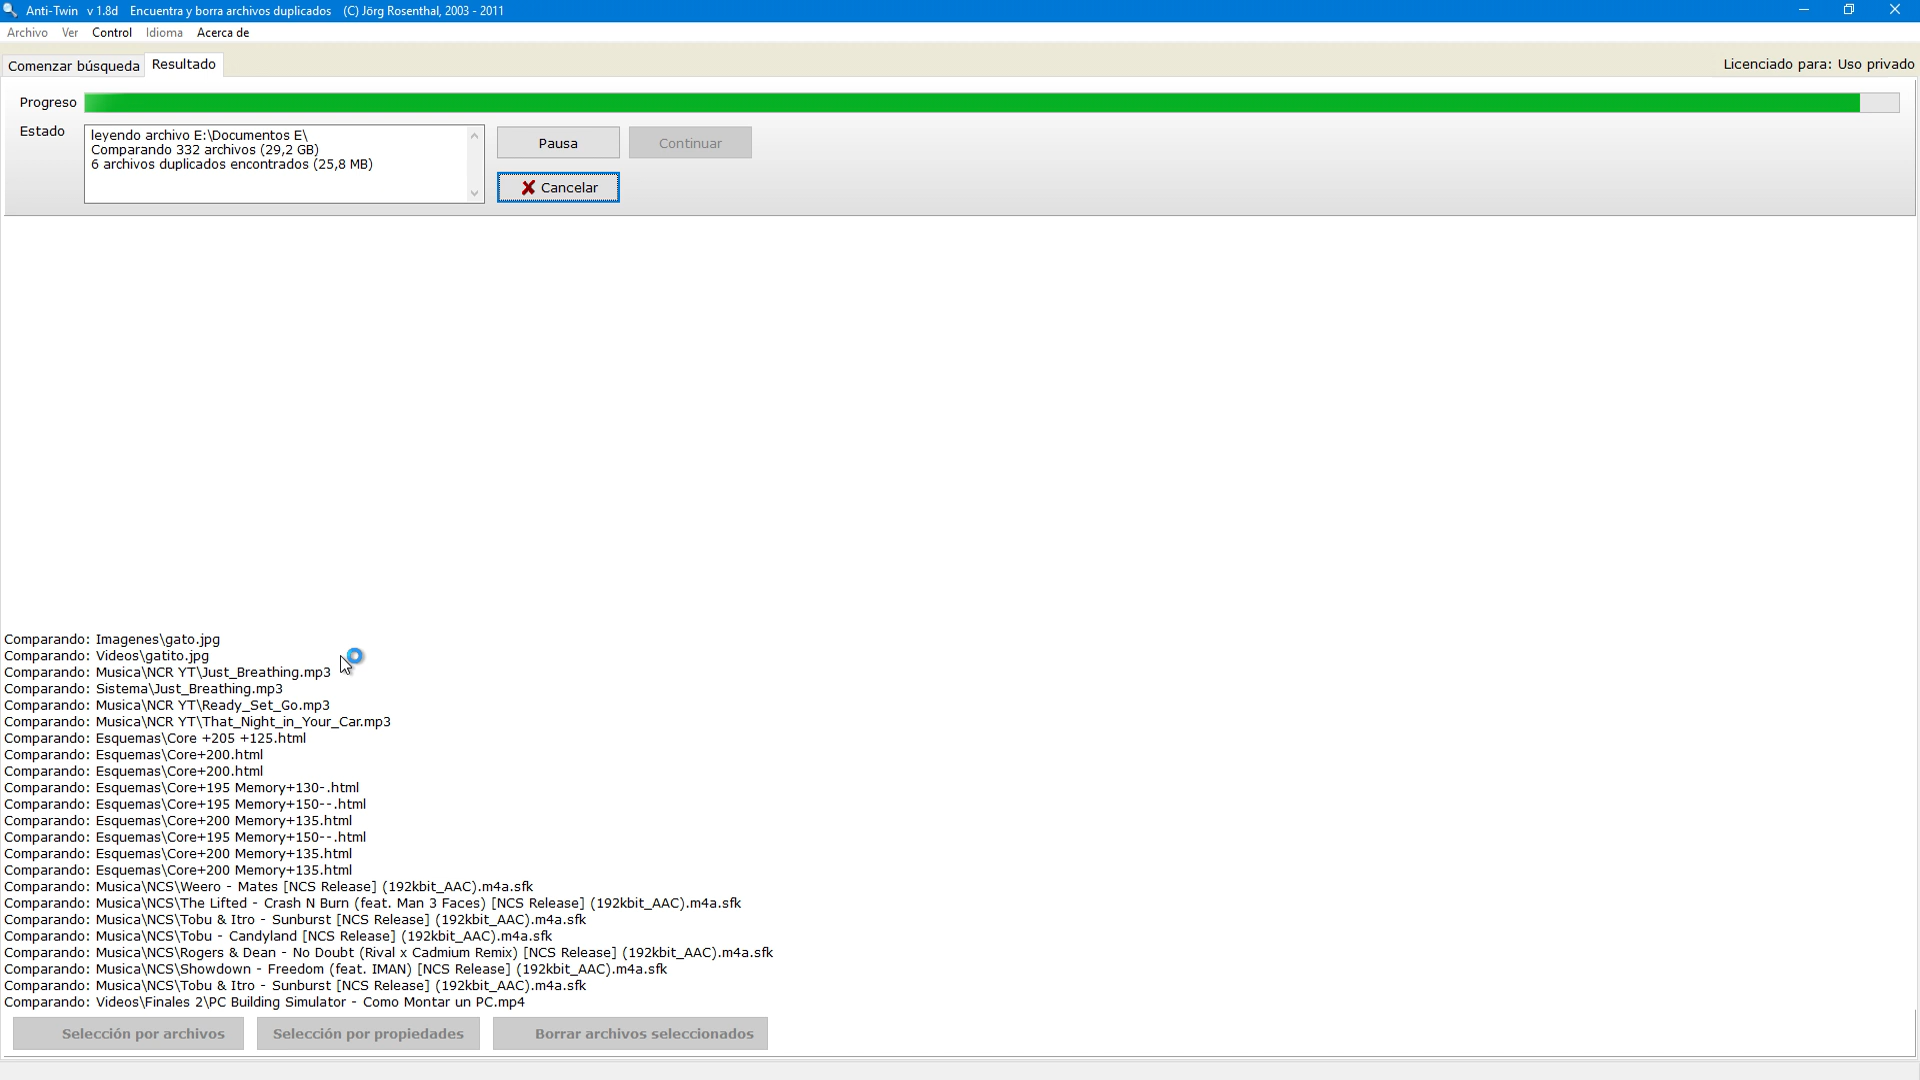 Anti-Twin v 1.8d Encuentra y borra archivos duplicados (C) Jörg Rosenthal, 2003 - 2011
Archivo Ver Control Idioma Acerca de
Comenzar búsqueda Resultado Licenciado para: Uso privado
Progreso
Estado
leyendo archivo E:\Documentos E\
Comparando 332 archivos (29,2 GB)
6 archivos duplicados encontrados (25,8 MB)
Pausa Continuar
Cancelar
Comparando: Imagenes\gato.jpg
Comparando: Videos\gatito.jpg
Comparando: Musica\NCR YT\Just_Breathing.mp3
Comparando: Sistema\Just_Breathing.mp3
Comparando: Musica\NCR YT\Ready_Set_Go.mp3
Comparando: Musica\NCR YT\That_Night_in_Your_Car.mp3
Comparando: Esquemas\Core +205 +125.html
Comparando: Esquemas\Core+200.html
Comparando: Esquemas\Core+200.html
Comparando: Esquemas\Core+195 Memory+130-.html
Comparando: Esquemas\Core+195 Memory+150--.html
Comparando: Esquemas\Core+200 Memory+135.html
Comparando: Esquemas\Core+195 Memory+150--.html
Comparando: Esquemas\Core+200 Memory+135.html
Comparando: Esquemas\Core+200 Memory+135.html
Comparando: Musica\NCS\Weero - Mates [NCS Release] (192kbit_AAC).m4a.sfk
Comparando: Musica\NCS\The Lifted - Crash N Burn (feat. Man 3 Faces) [NCS Release] (192kbit_AAC).m4a.sfk
Comparando: Musica\NCS\Tobu & Itro - Sunburst [NCS Release] (192kbit_AAC).m4a.sfk
Comparando: Musica\NCS\Tobu - Candyland [NCS Release] (192kbit_AAC).m4a.sfk
Comparando: Musica\NCS\Rogers & Dean - No Doubt (Rival x Cadmium Remix) [NCS Release] (192kbit_AAC).m4a.sfk
Comparando: Musica\NCS\Showdown - Freedom (feat. IMAN) [NCS Release] (192kbit_AAC).m4a.sfk
Comparando: Musica\NCS\Tobu & Itro - Sunburst [NCS Release] (192kbit_AAC).m4a.sfk
Comparando: Videos\Finales 2\PC Building Simulator - Como Montar un PC.mp4
Selección por archivos Selección por propiedades Borrar archivos seleccionados